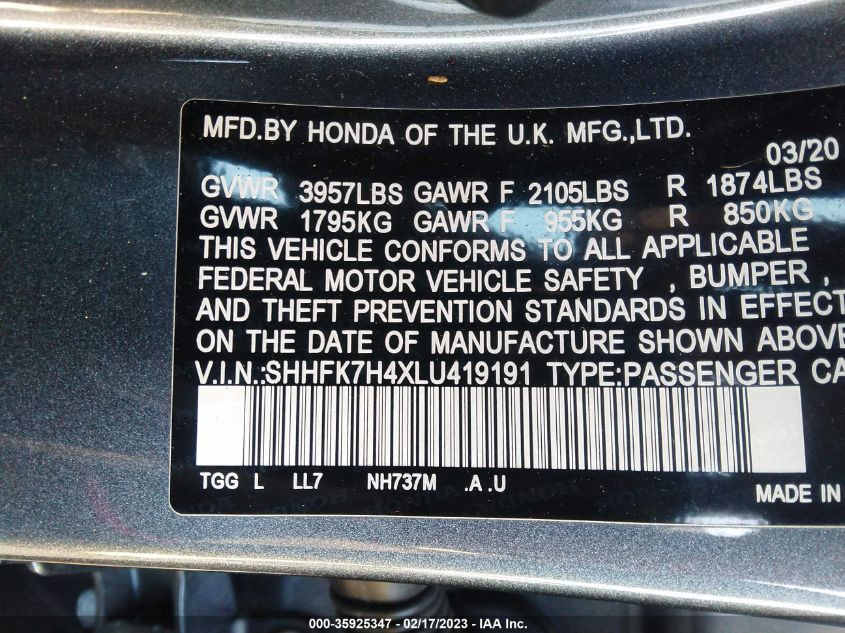 MFD.BY HONDA OF THE U.K. MFG.,LTD.
03/20
GVWR 3957LBS GAWR F 2105LBS R 1874LBS
GVWR 1795KG GAWR F 955KG R 850KG
THIS VEHICLE CONFORMS TO ALL APPLICABLE
FEDERAL MOTOR VEHICLE SAFETY , BUMPER ,
AND THEFT PREVENTION STANDARDS IN EFFECT
ON THE DATE OF MANUFACTURE SHOWN ABOVE
V.I.N.:SHHFK7H4XLU419191 TYPE:PASSENGER CA
TGG L LL7 NH737M .A .U
MADE IN
000-35925347 - 02/17/2023 - IAA Inc.